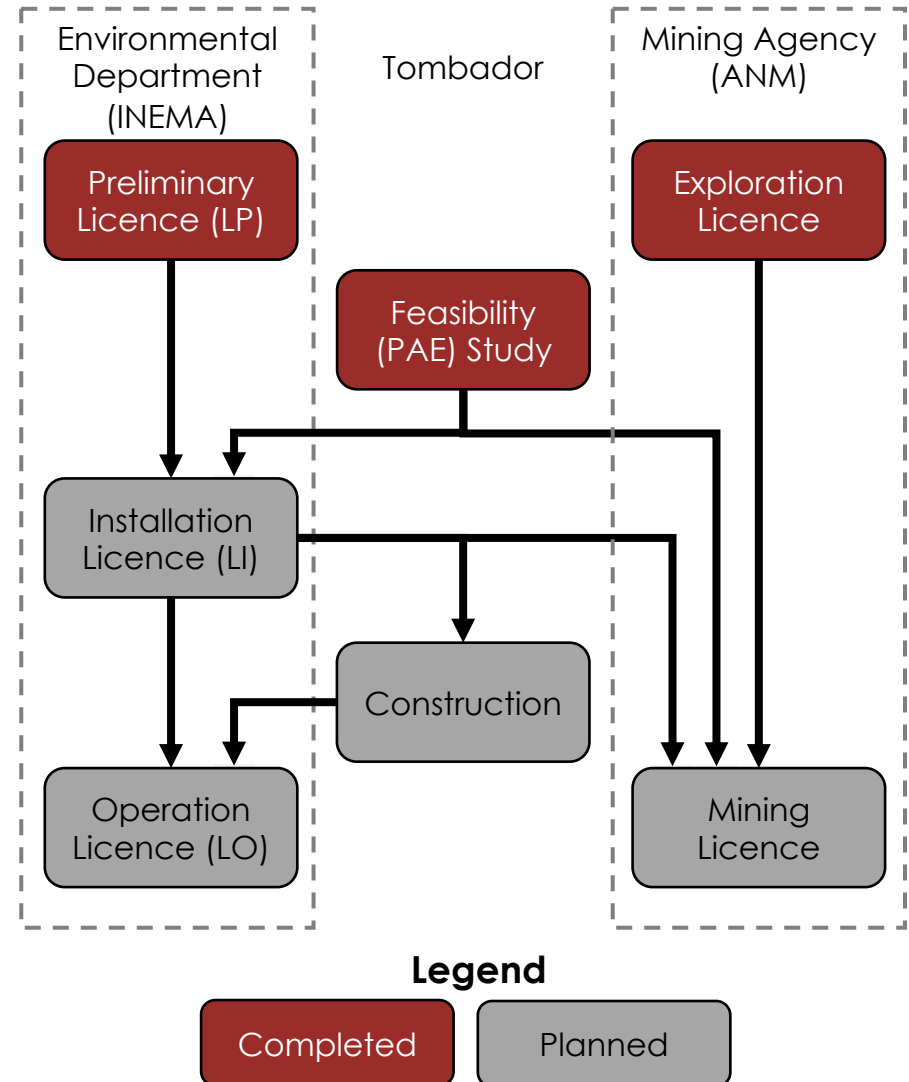 Environmental
Department
(INEMA)
Tombador
Mining Agency
(ANM)
Preliminary
Licence (LP)
Exploration
Licence
Feasibility
(PAE) Study
Installation
Licence (LI)
Construction
Operation
Licence (LO)
Mining
Licence
Legend
Completed
Planned